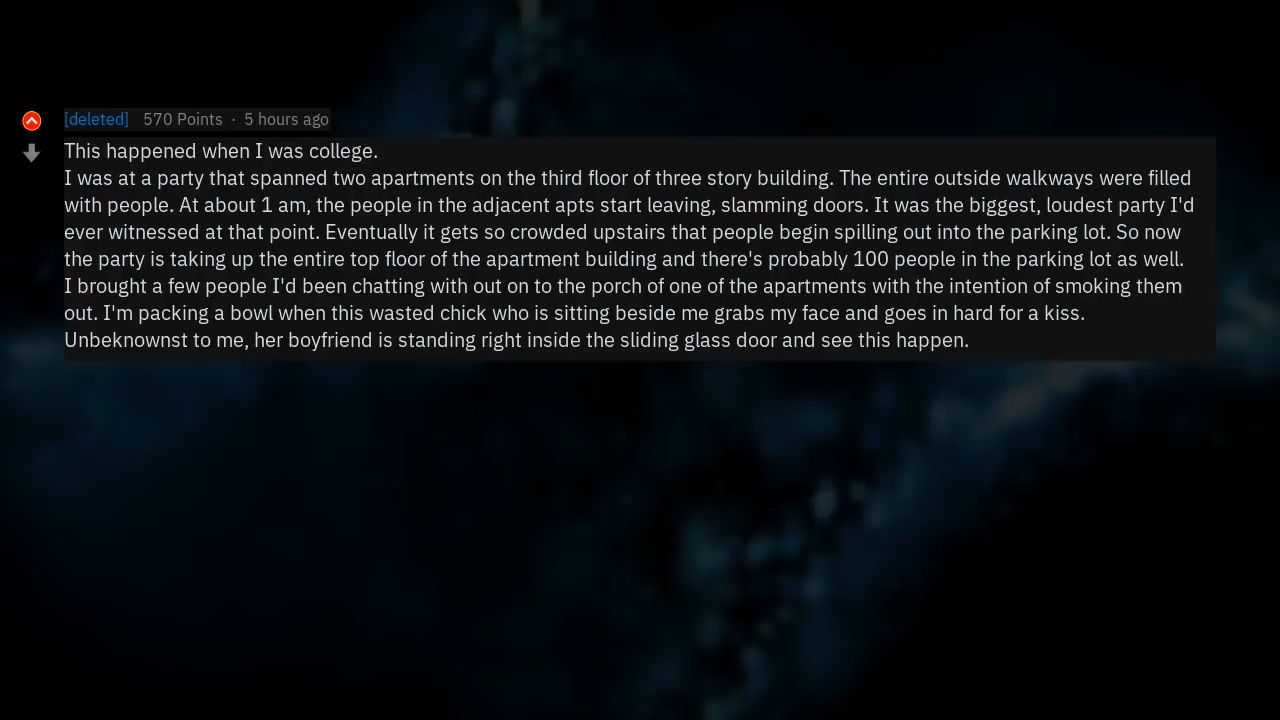 [deleted] 570 Points · 5 hours ago
This happened when I was college.
I was at a party that spanned two apartments on the third floor of three story building. The entire outside walkways were filled
with people. At about 1 am, the people in the adjacent apts start leaving, slamming doors. It was the biggest, loudest party I'd
ever witnessed at that point. Eventually it gets so crowded upstairs that people begin spilling out into the parking lot. So now
the party is taking up the entire top floor of the apartment building and there's probably 100 people in the parking lot as well.
I brought a few people I'd been chatting with out on to the porch of one of the apartments with the intention of smoking them
out. I'm packing a bowl when this wasted chick who is sitting beside me grabs my face and goes in hard for a kiss.
Unbeknownst to me, her boyfriend is standing right inside the sliding glass door and see this happen.